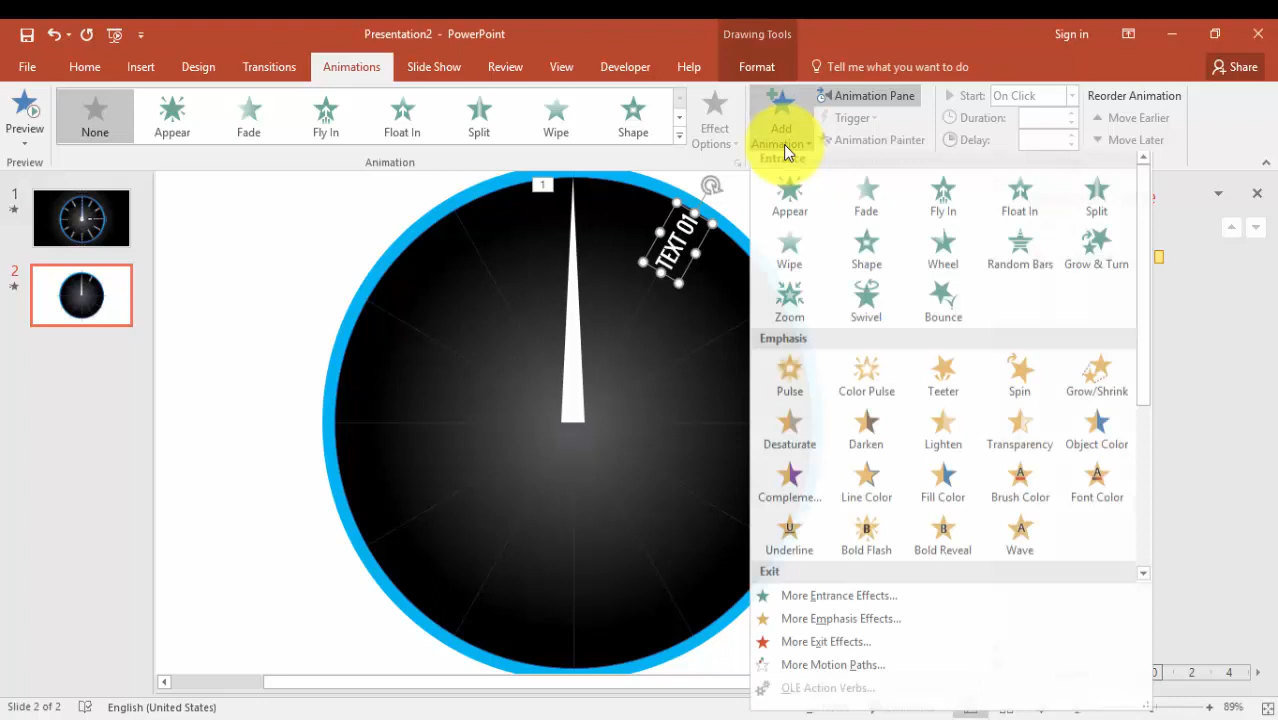 Presentation2 - PowerPoint
Drawing Tools
Sign in
File
Home
Insert
Design
Transitions
Animations
Slide Show
Review
View
Developer
Help
Format
Tell me what you want to do
Share
Preview
None
Appear
Fade
Fly In
Float In
Split
Wipe
Shape
Effect
Options
Add
Animation
Animation Pane
Trigger
Animation Painter
Start: On Click
Duration:
Delay:
Reorder Animation
Move Earlier
Move Later
Preview
Animation
1
2
1
TEXT 01
Entrance
Appear
Fade
Fly In
Float In
Split
Wipe
Shape
Wheel
Random Bars
Grow & Turn
Zoom
Swivel
Bounce
Emphasis
Pulse
Color Pulse
Teeter
Spin
Grow/Shrink
Desaturate
Darken
Lighten
Transparency
Object Color
Compleme...
Line Color
Fill Color
Brush Color
Font Color
Underline
Bold Flash
Bold Reveal
Wave
Exit
More Entrance Effects...
More Emphasis Effects...
More Exit Effects...
More Motion Paths...
OLE Action Verbs...
0 2 4
Slide 2 of 2
English (United States)
89%